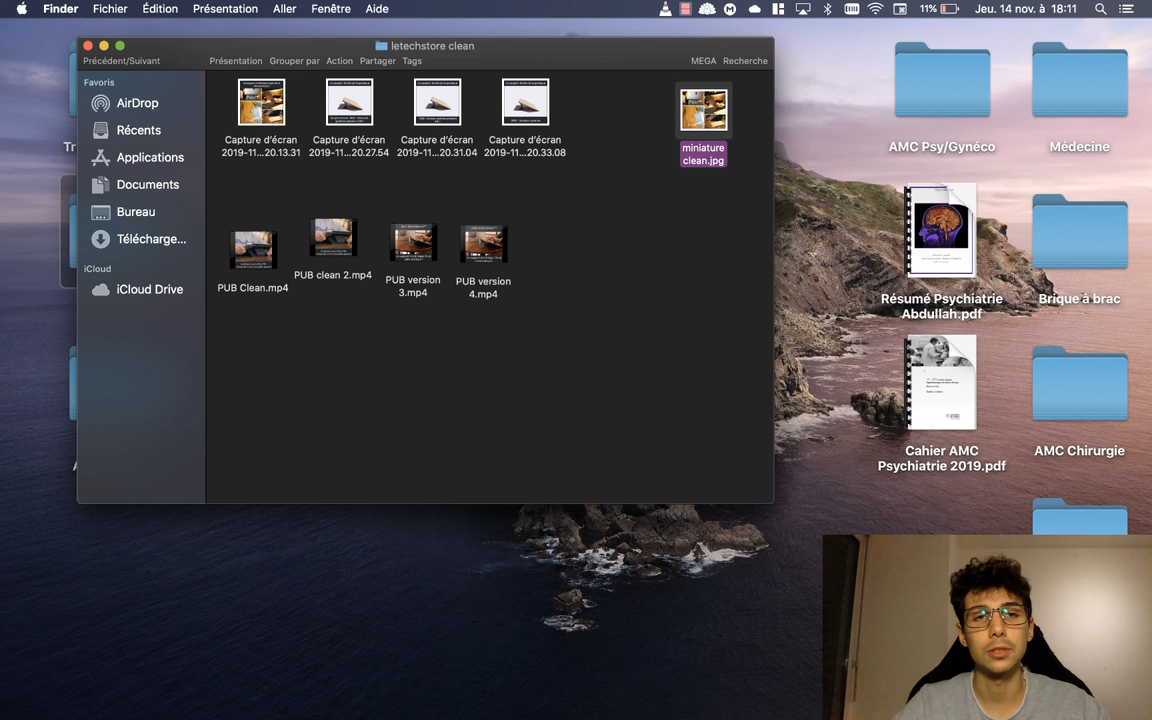 Finder Fichier Édition Présentation Aller Fenêtre Aide
11% Jeu. 14 nov. à 18:11
letechstore clean
Précédent/Suivant
Présentation Grouper par Action Partager Tags
MEGA Recherche
Favoris
AirDrop
Récents
Applications
Documents
Bureau
Télécharge...
iCloud
iCloud Drive
Capture d'écran
2019-11...20.13.31
Capture d'écran
2019-11...20.27.54
Capture d'écran
2019-11...20.31.04
Capture d'écran
2019-11...20.33.08
miniature
clean.jpg
PUB Clean.mp4
PUB clean 2.mp4
PUB version
3.mp4
PUB version
4.mp4
AMC Psy/Gynéco
Médecine
Résumé Psychiatrie
Abdullah.pdf
Brique à brac
Cahier AMC
Psychiatrie 2019.pdf
AMC Chirurgie